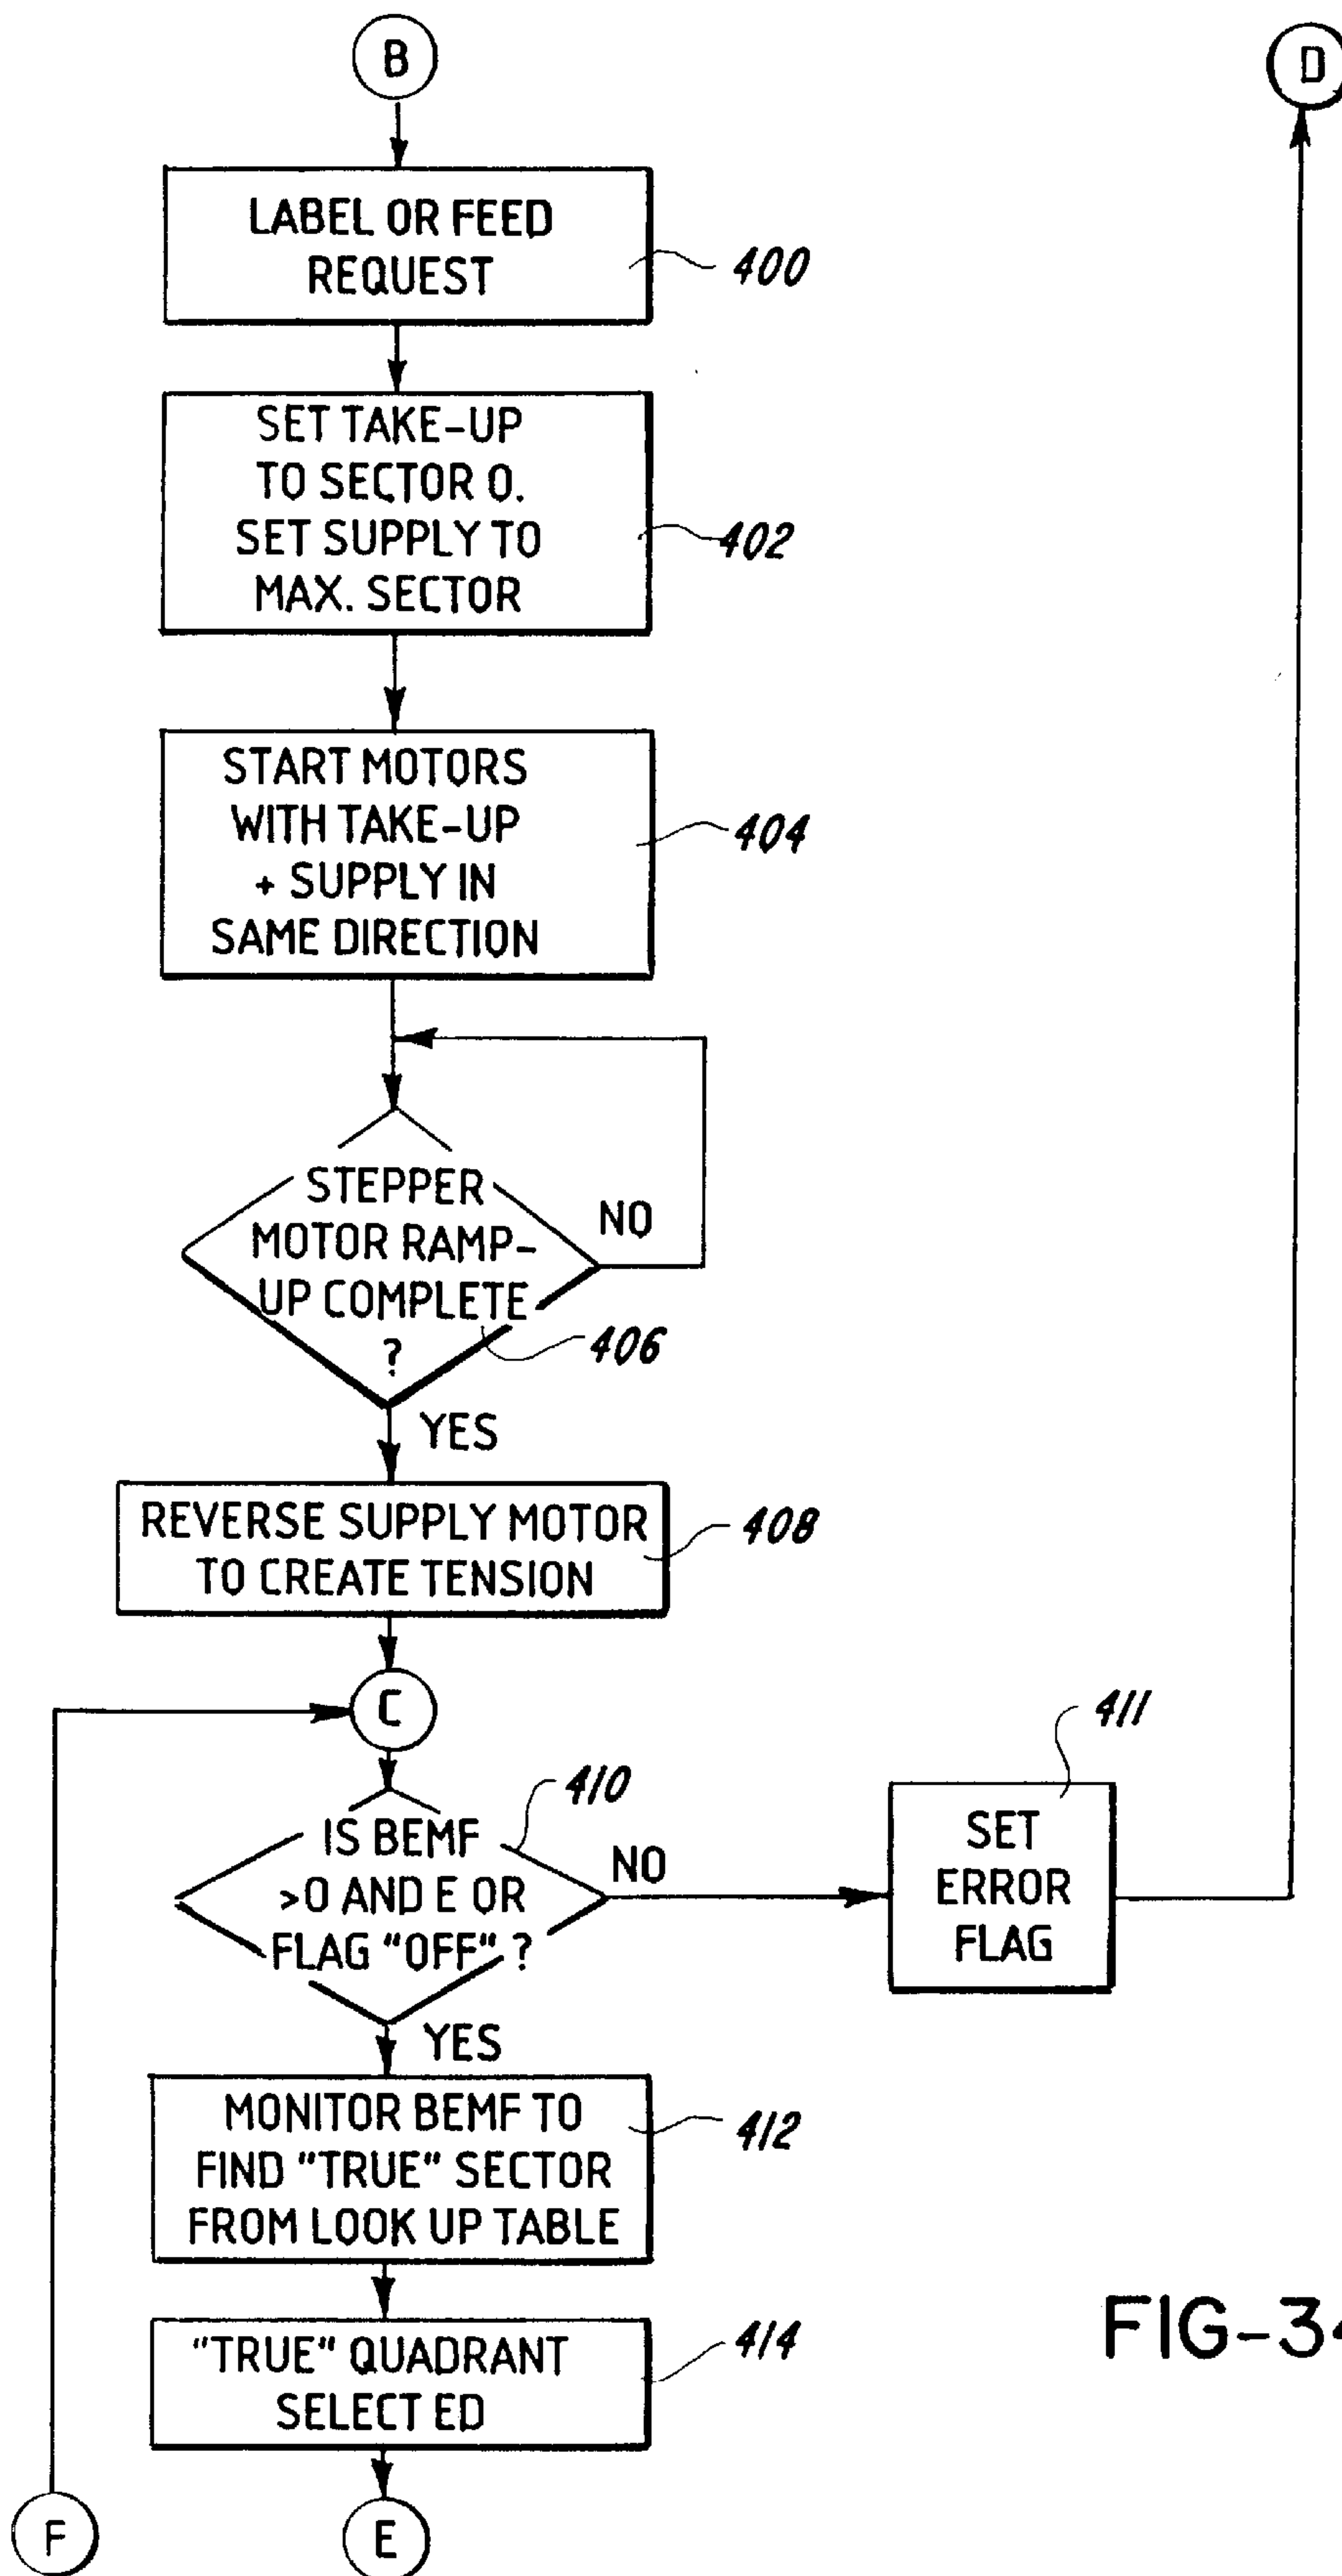 B
D
LABEL OR FEED
REQUEST
400
SET TAKE-UP
TO SECTOR 0.
SET SUPPLY TO
MAX. SECTOR
402
START MOTORS
WITH TAKE-UP
+ SUPPLY IN
SAME DIRECTION
404
STEPPER
MOTOR RAMP-
UP COMPLETE
?
NO
406
YES
REVERSE SUPPLY MOTOR
TO CREATE TENSION
408
C
IS BEMF
>0 AND E OR
FLAG "OFF" ?
410
NO
411
SET
ERROR
FLAG
YES
MONITOR BEMF TO
FIND "TRUE" SECTOR
FROM LOOK UP TABLE
412
"TRUE" QUADRANT
SELECT ED
414
FIG-34
F
E